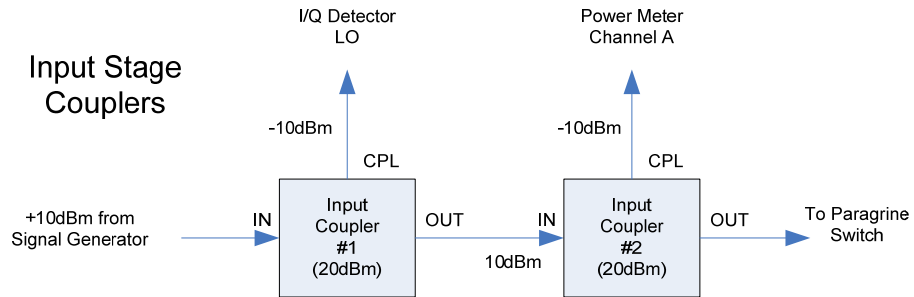 I/Q Detector
LO
Power Meter
Channel A
Input Stage
Couplers
-10dBm
-10dBm
CPL
CPL
+10dBm from
Signal Generator
IN
Input
Coupler
#1
(20dBm)
OUT
10dBm
IN
Input
Coupler
#2
(20dBm)
OUT
To Paragrine
Switch